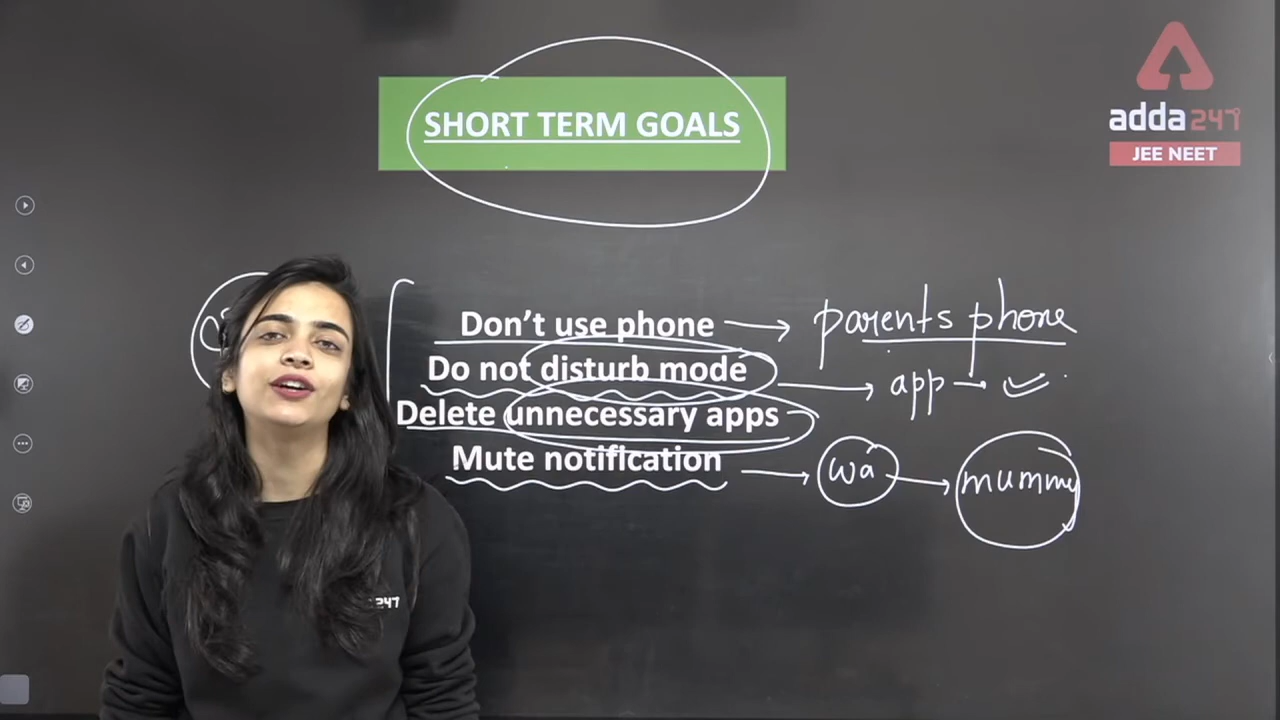 SHORT TERM GOALS
adda247
JEE NEET
Don't use phone → parents phone
Do not disturb mode → app →
Delete unnecessary apps
Mute notification → wa → mummy
247